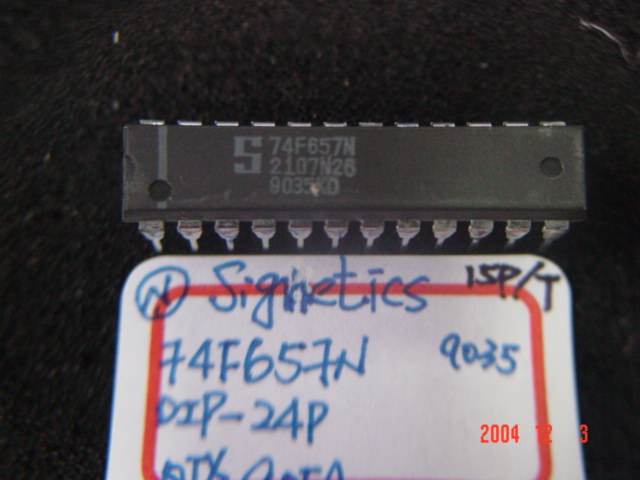 S 74F657N
2107N26
9035KD
N Signetics 15P/T
74F657N 9035
DIP-24P
2004 12 3